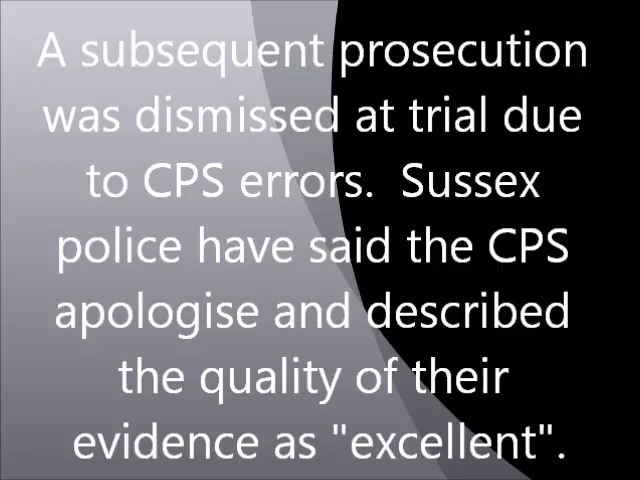 A subsequent prosecution
was dismissed at trial due
to CPS errors.  Sussex
police have said the CPS
apologise and described
the quality of their
evidence as "excellent".